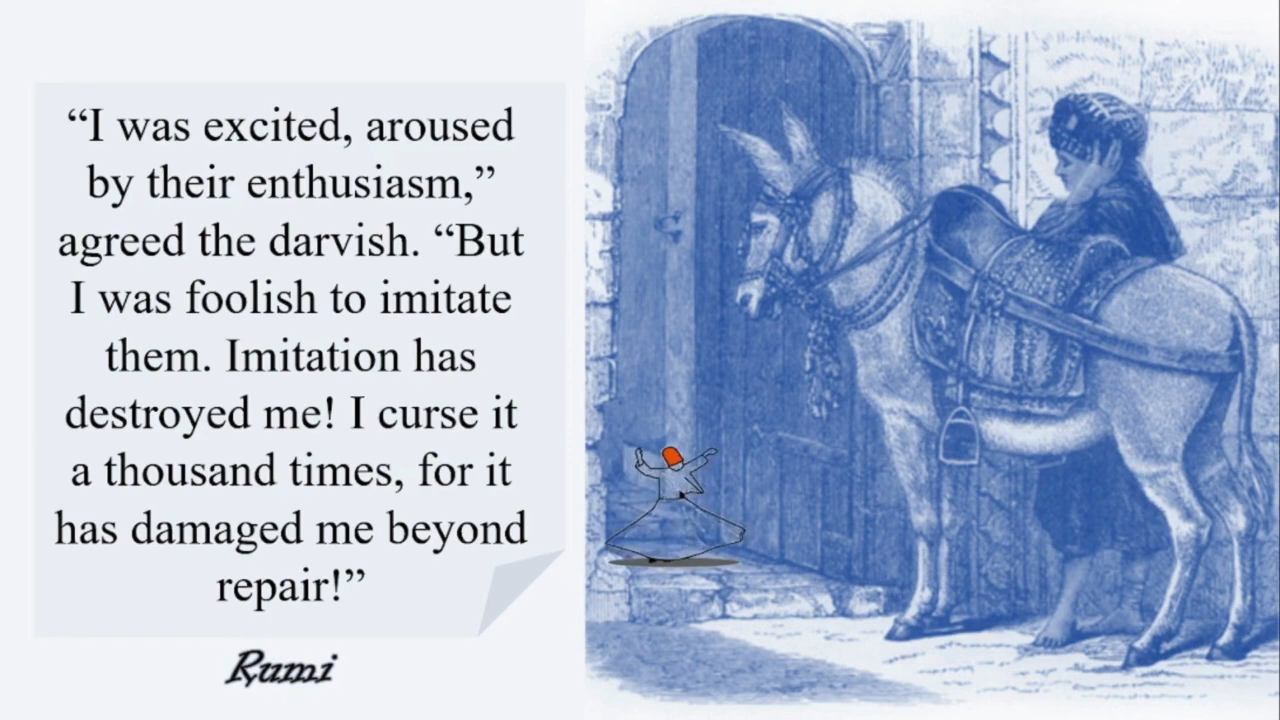 “I was excited, aroused
by their enthusiasm,”
agreed the darvish. “But
I was foolish to imitate
them. Imitation has
destroyed me! I curse it
a thousand times, for it
has damaged me beyond
repair!”
Rumi